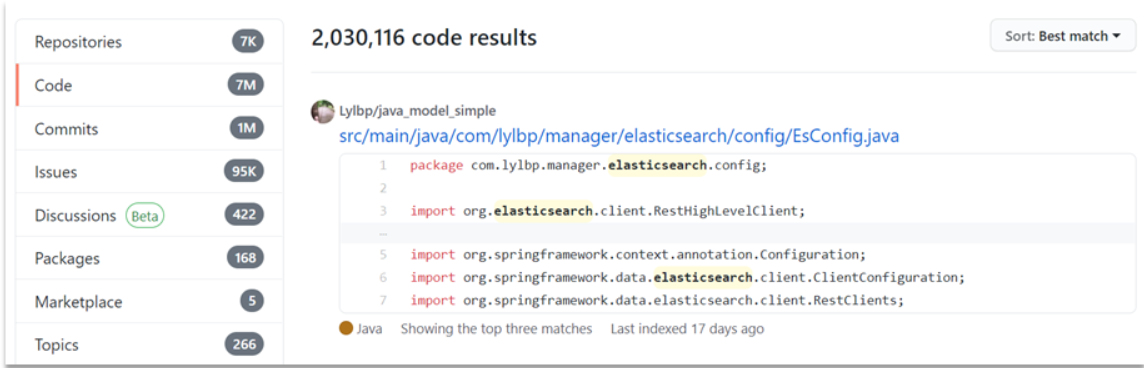 Repositories 7K
Code 7M
Commits 1M
Issues 95K
Discussions Beta 422
Packages 168
Marketplace 5
Topics 266
2,030,116 code results
Sort: Best match
Lylbp/java_model_simple
src/main/java/com/lylbp/manager/elasticsearch/config/EsConfig.java
1 package com.lylbp.manager.elasticsearch.config;
2
3 import org.elasticsearch.client.RestHighLevelClient;
…
5 import org.springframework.context.annotation.Configuration;
6 import org.springframework.data.elasticsearch.client.ClientConfiguration;
7 import org.springframework.data.elasticsearch.client.RestClients;
Java Showing the top three matches Last indexed 17 days ago